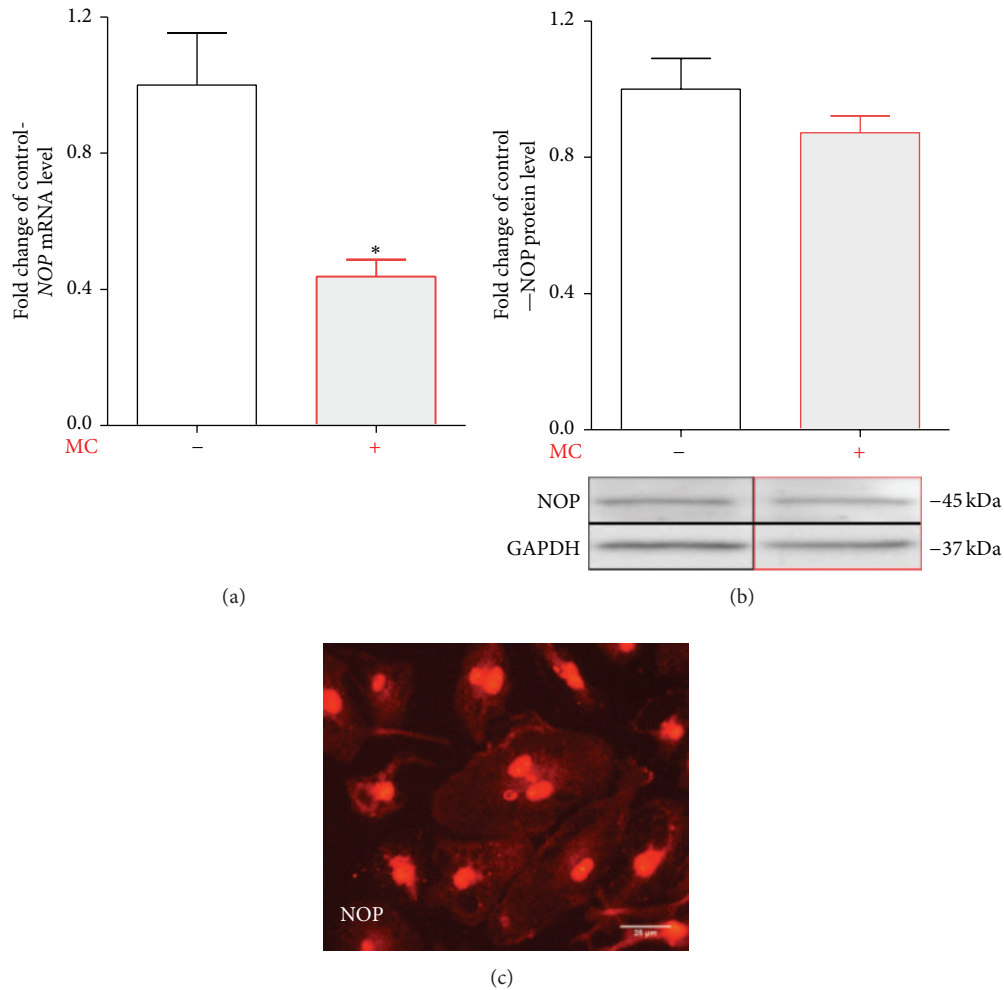 1.2
0.8
0.4
0.0
Fold change of control-
NOP mRNA level
*
MC − +
(a)
1.2
0.8
0.4
0.0
Fold change of control
—NOP protein level
MC − +
NOP −45 kDa
GAPDH −37 kDa
(b)
NOP
25 μm
(c)